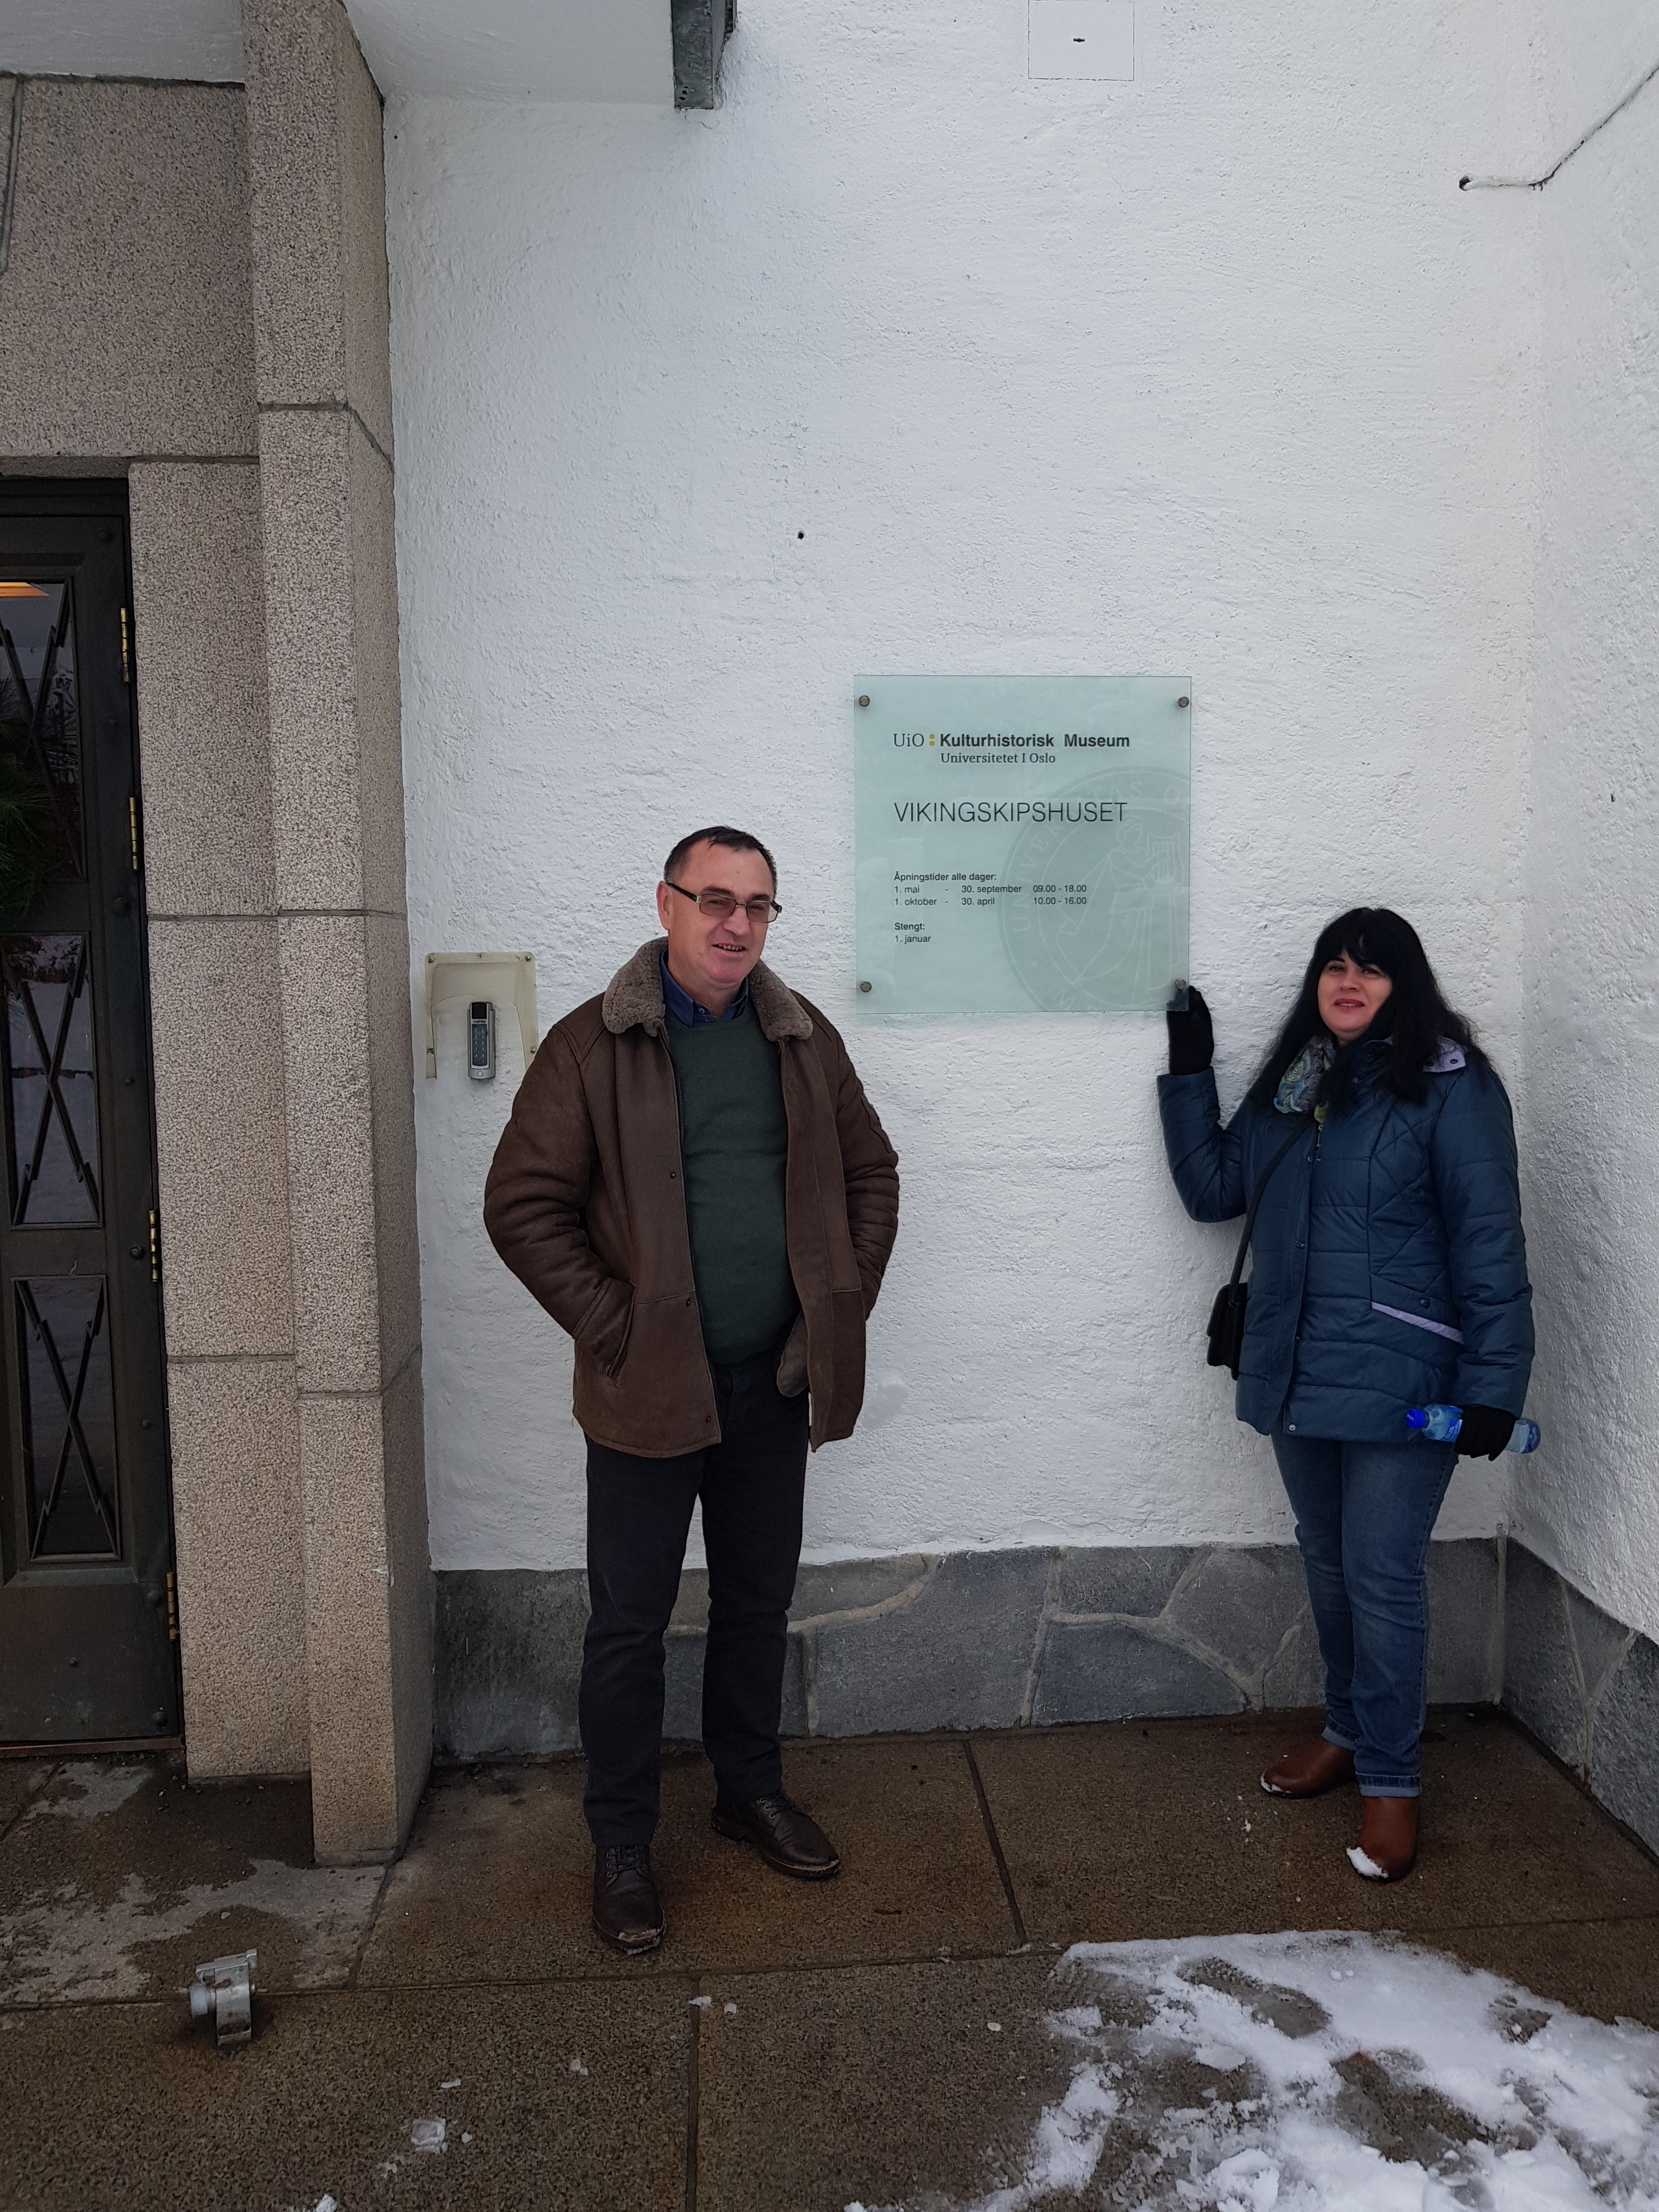 UiO : Kulturhistorisk Museum
Universitetet I Oslo
VIKINGSKIPSHUSET
Åpningstider alle dager:
1. mai - 30. september 09.00 - 18.00
1. oktober - 30. april 10.00 - 16.00
Stengt:
1. januar